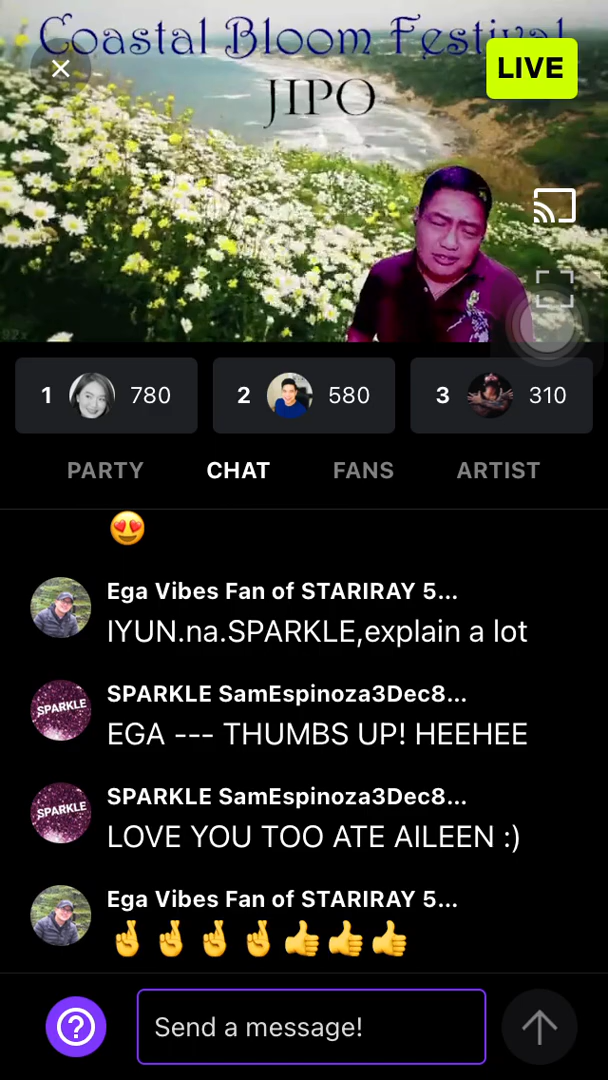 Coastal Bloom Festival
JIPO
LIVE
1 780
2 580
3 310
PARTY CHAT FANS ARTIST
Ega Vibes Fan of STARIRAY 5...
IYUN.na.SPARKLE,explain a lot
SPARKLE SamEspinoza3Dec8...
SPARKLE
EGA --- THUMBS UP! HEEHEE
SPARKLE SamEspinoza3Dec8...
SPARKLE
LOVE YOU TOO ATE AILEEN :)
Ega Vibes Fan of STARIRAY 5...
Send a message!